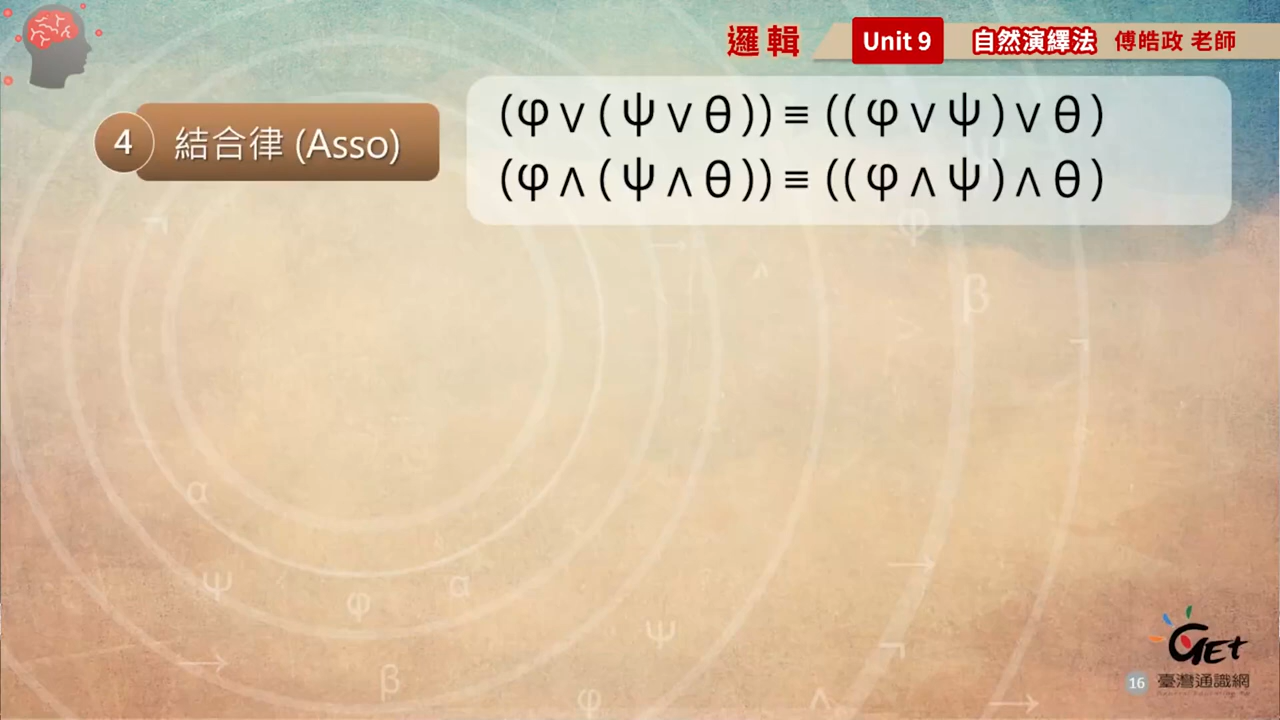 邏輯 Unit 9 自然演繹法 傅皓政 老師
4 結合律 (Asso)
(φ∨(ψ∨θ))≡((φ∨ψ)∨θ)
(φ∧(ψ∧θ))≡((φ∧ψ)∧θ)
GET
16 臺灣通識網